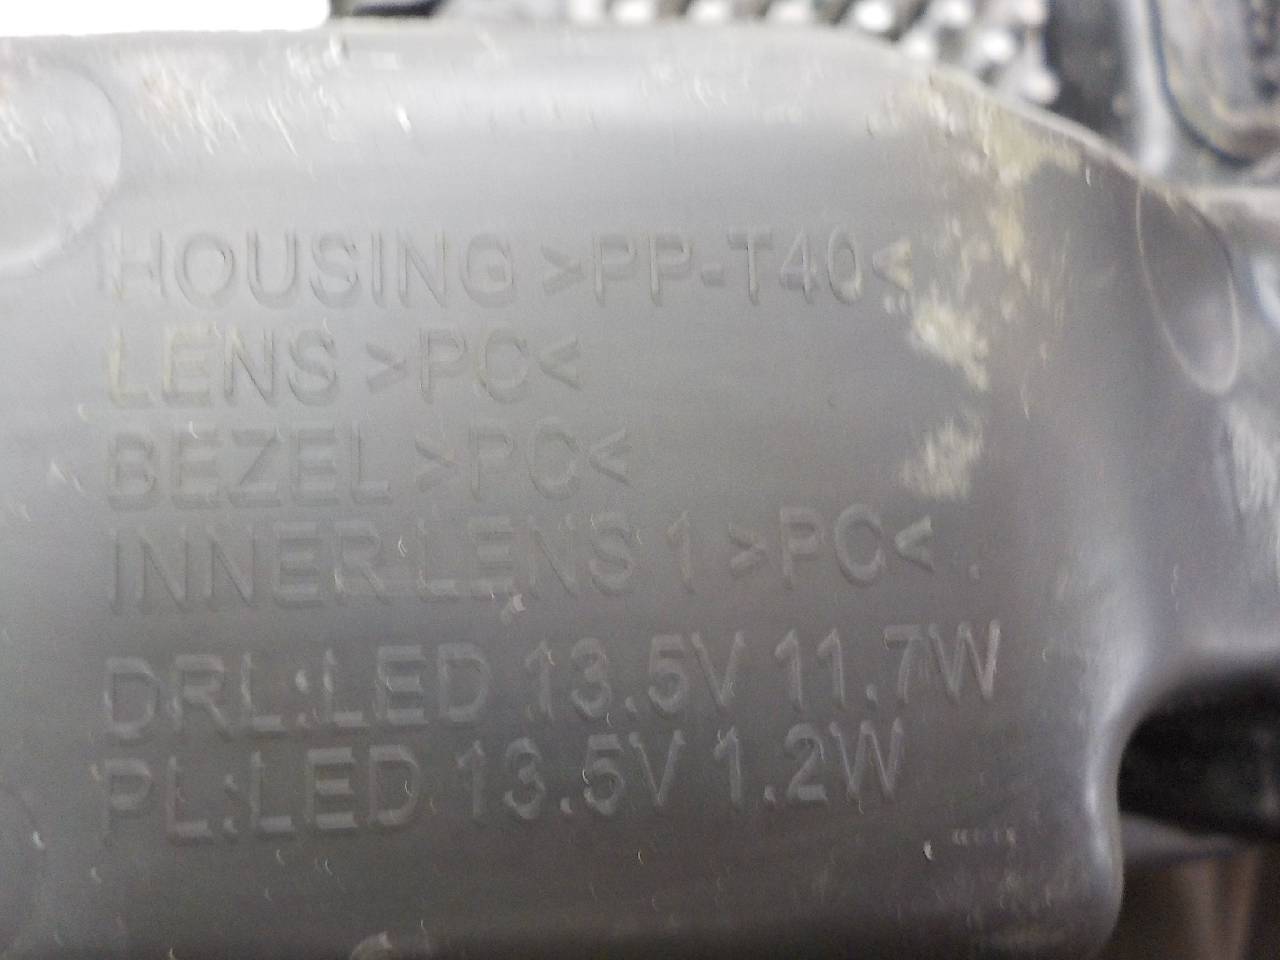 HOUSING >PP-T40<
LENS >PC<
BEZEL >PC<
INNER LENS 1 >PC<
DRL:LED 13.5V 11.7W
PL:LED 13.5V 1.2W